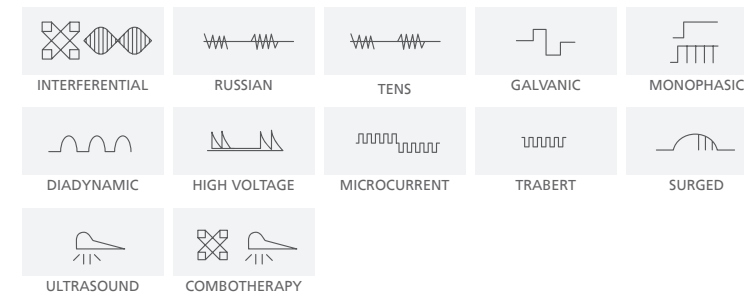 INTERFERENTIAL
RUSSIAN
TENS
GALVANIC
MONOPHASIC
DIADYNAMIC
HIGH VOLTAGE
MICROCURRENT
TRABERT
SURGED
ULTRASOUND
COMBOTHERAPY